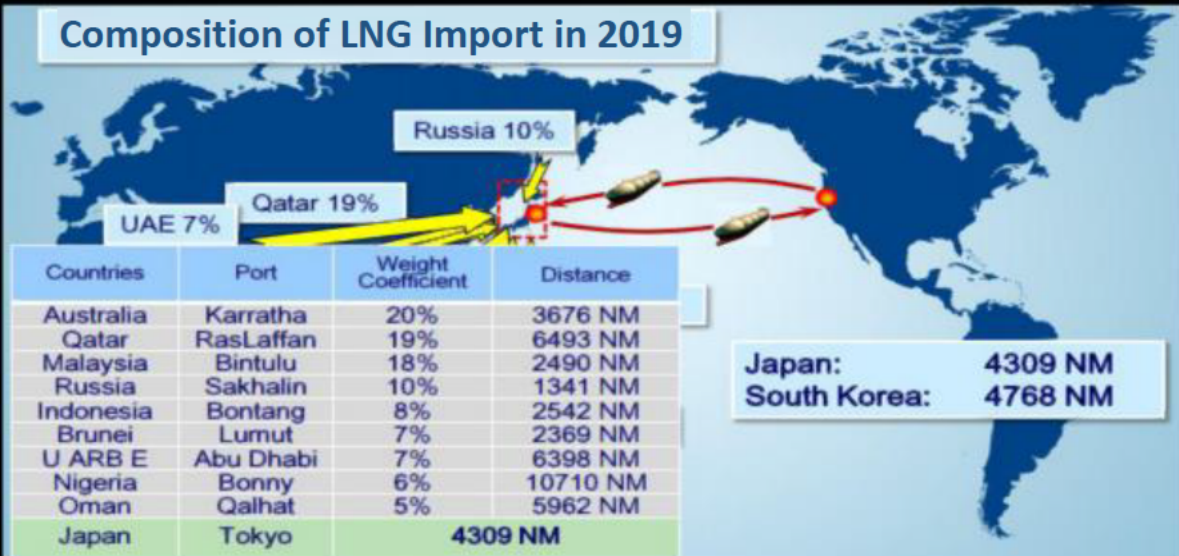 Composition of LNG Import in 2019
Russia 10%
Qatar 19%
UAE 7%
Countries Port Weight Coefficient Distance
Australia Karratha 20% 3676 NM
Qatar RasLaffan 19% 6493 NM
Malaysia Bintulu 18% 2490 NM
Russia Sakhalin 10% 1341 NM
Indonesia Bontang 8% 2542 NM
Brunei Lumut 7% 2369 NM
U ARB E Abu Dhabi 7% 6398 NM
Nigeria Bonny 6% 10710 NM
Oman Qalhat 5% 5962 NM
Japan Tokyo 4309 NM
Japan: 4309 NM
South Korea: 4768 NM